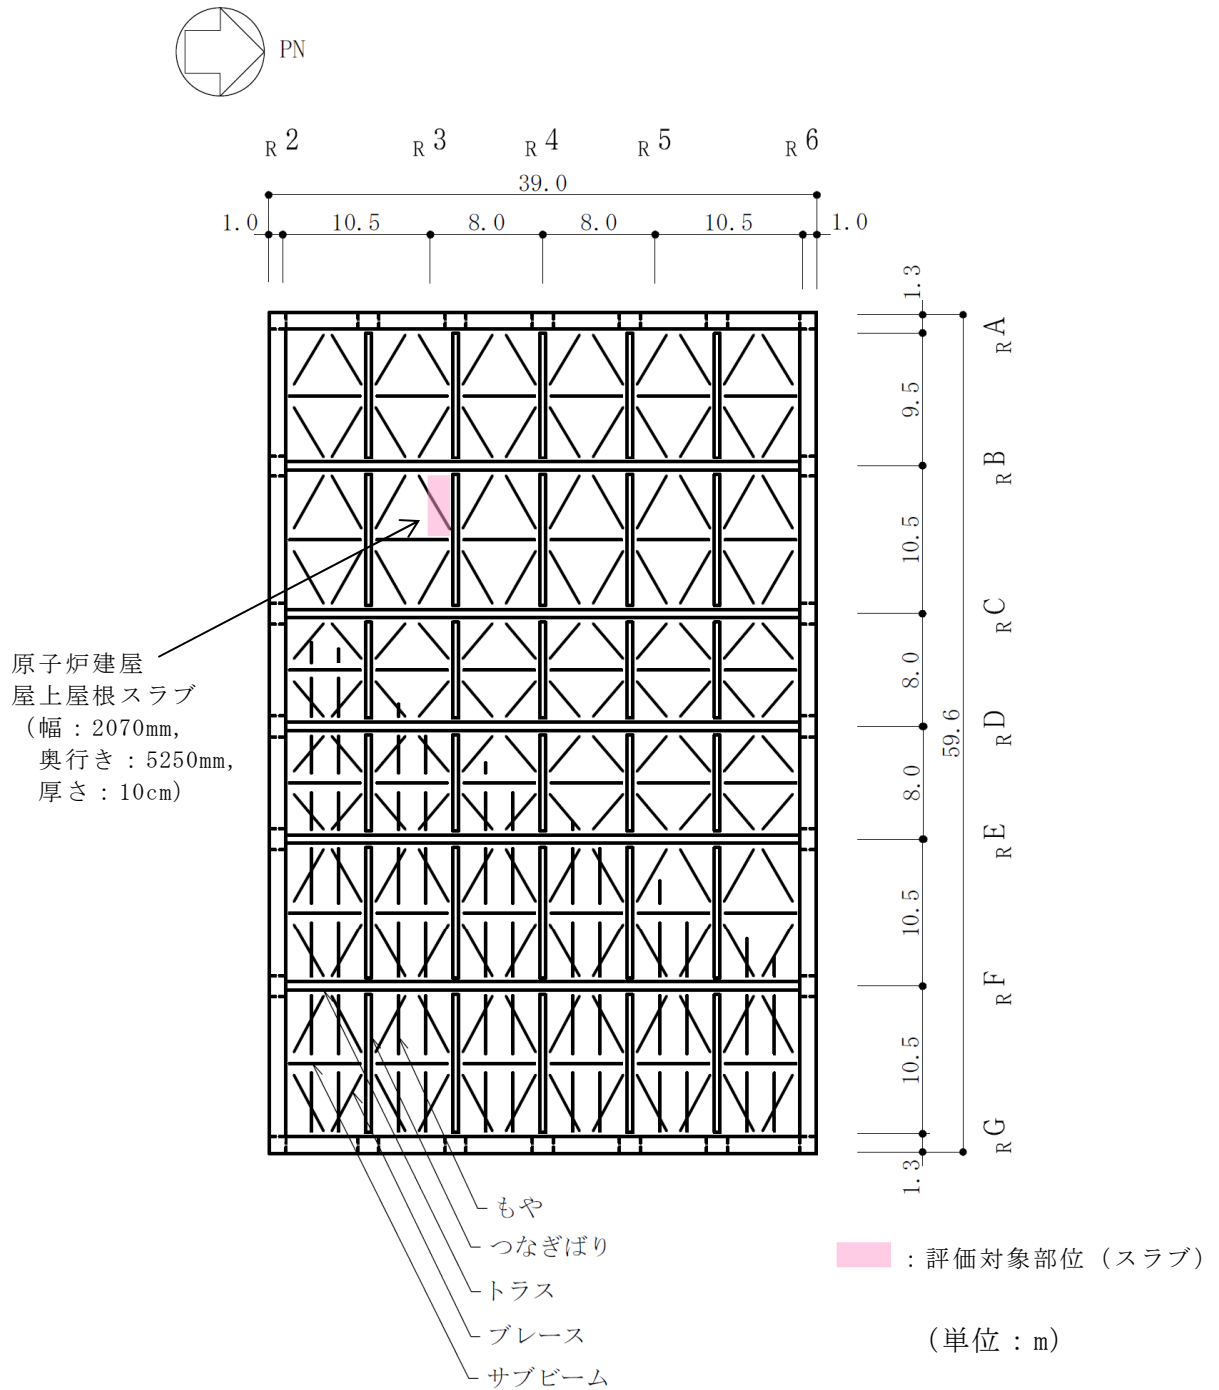 PN
R2 R3 R4 R5 R6
39.0
1.0 10.5 8.0 8.0 10.5 1.0
1.3
RA
9.5
RB
10.5
RC
8.0
RD
59.6
8.0
RE
10.5
RF
10.5
RG
1.3
原子炉建屋
屋上屋根スラブ
(幅：2070mm,
奥行き：5250mm,
厚さ：10cm)
もや
つなぎばり
トラス
ブレース
サブビーム
：評価対象部位（スラブ）
(単位：m)